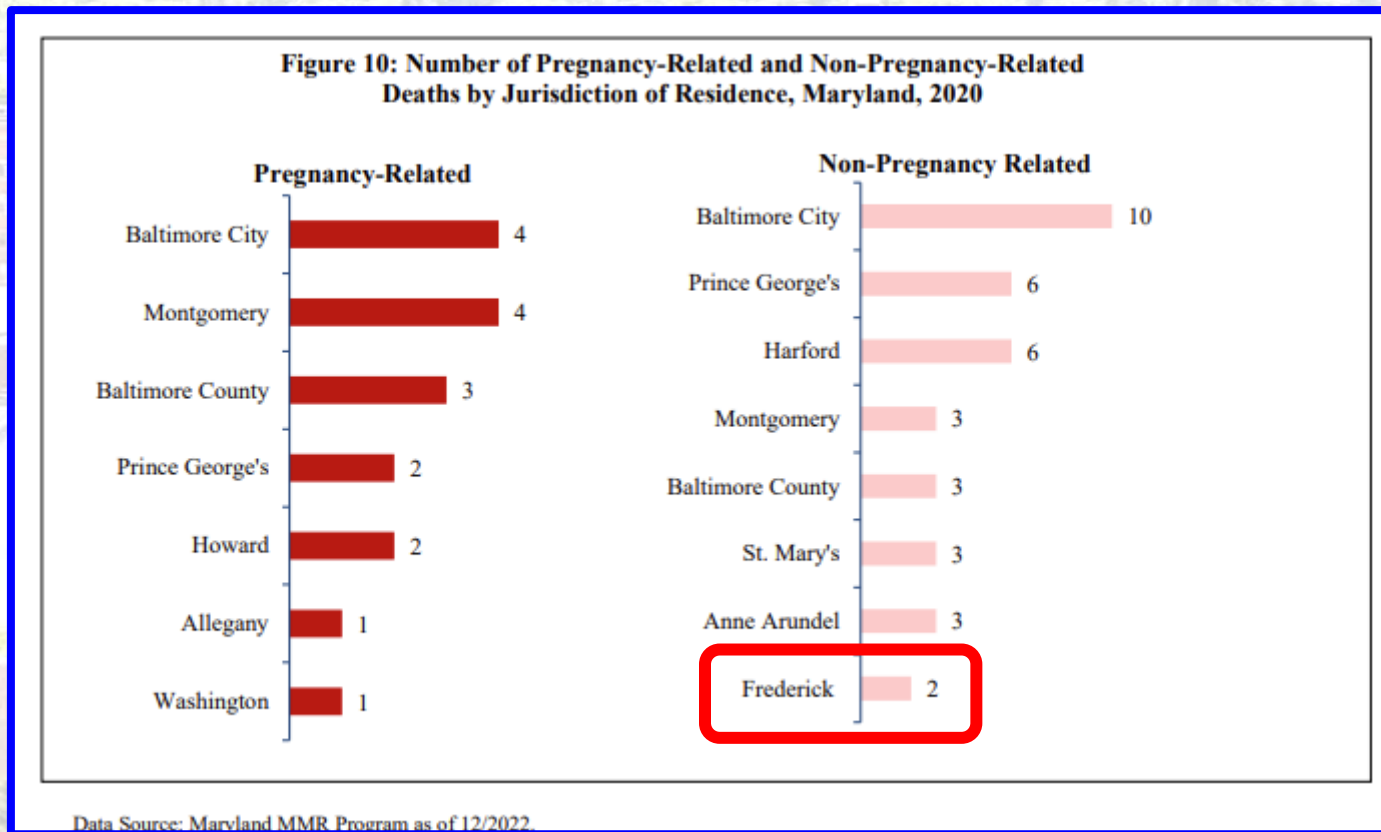 Figure 10: Number of Pregnancy-Related and Non-Pregnancy-Related
Deaths by Jurisdiction of Residence, Maryland, 2020
Pregnancy-Related
Baltimore City 4
Montgomery 4
Baltimore County 3
Prince George's 2
Howard 2
Allegany 1
Washington 1
Non-Pregnancy Related
Baltimore City 10
Prince George's 6
Harford 6
Montgomery 3
Baltimore County 3
St. Mary's 3
Anne Arundel 3
Frederick 2
Data Source: Maryland MMR Program as of 12/2022.